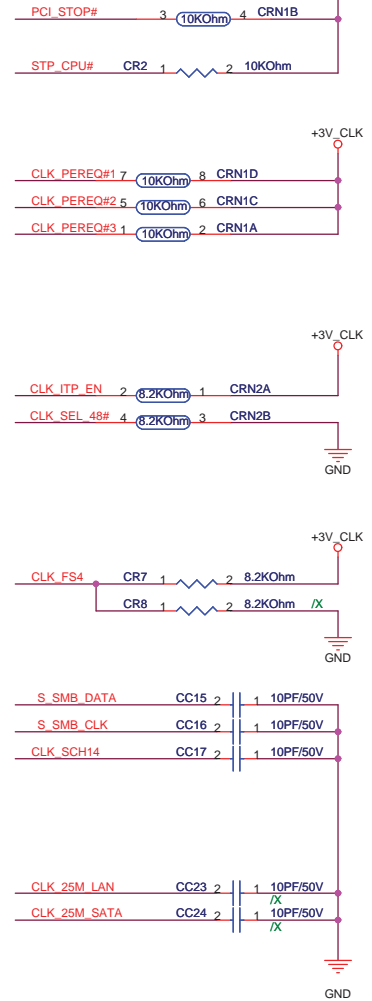 PCI_STOP# 3 10KOhm 4 CRN1B
STP_CPU# CR2 1 2 10KOhm
+3V_CLK
CLK_PEREQ#1 7 10KOhm 8 CRN1D
CLK_PEREQ#2 5 10KOhm 6 CRN1C
CLK_PEREQ#3 1 10KOhm 2 CRN1A
+3V_CLK
CLK_ITP_EN 2 8.2KOhm 1 CRN2A
CLK_SEL_48# 4 8.2KOhm 3 CRN2B
GND
+3V_CLK
CLK_FS4 CR7 1 2 8.2KOhm
CR8 1 2 8.2KOhm /X
GND
S_SMB_DATA CC15 2 1 10PF/50V
S_SMB_CLK CC16 2 1 10PF/50V
CLK_SCH14 CC17 2 1 10PF/50V
CLK_25M_LAN CC23 2 1 10PF/50V
/X
CLK_25M_SATA CC24 2 1 10PF/50V
/X
GND